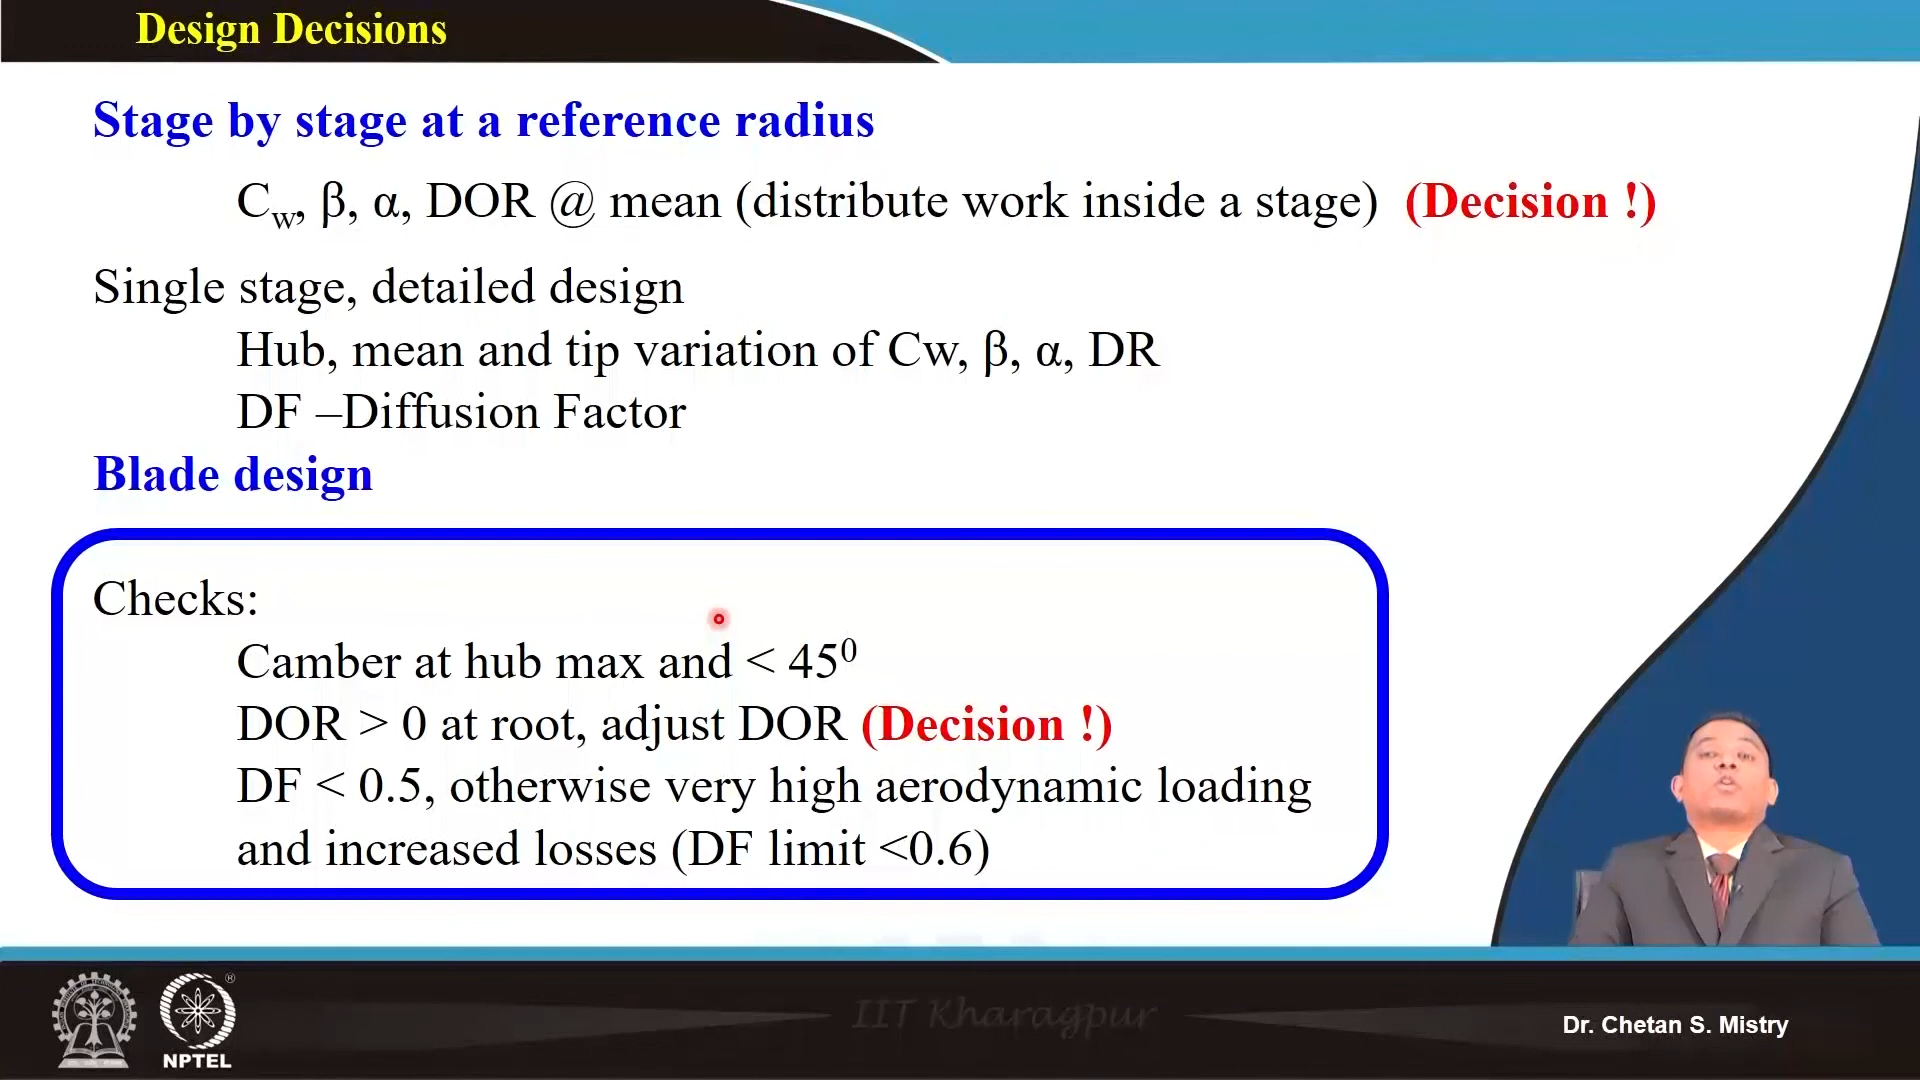 Design Decisions
Stage by stage at a reference radius
Cw, β, α, DOR @ mean (distribute work inside a stage) (Decision !)
Single stage, detailed design
Hub, mean and tip variation of Cw, β, α, DR
DF –Diffusion Factor
Blade design
Checks:
Camber at hub max and < 45⁰
DOR > 0 at root, adjust DOR (Decision !)
DF < 0.5, otherwise very high aerodynamic loading
and increased losses (DF limit <0.6)
IIT Kharagpur
®
NPTEL
Dr. Chetan S. Mistry